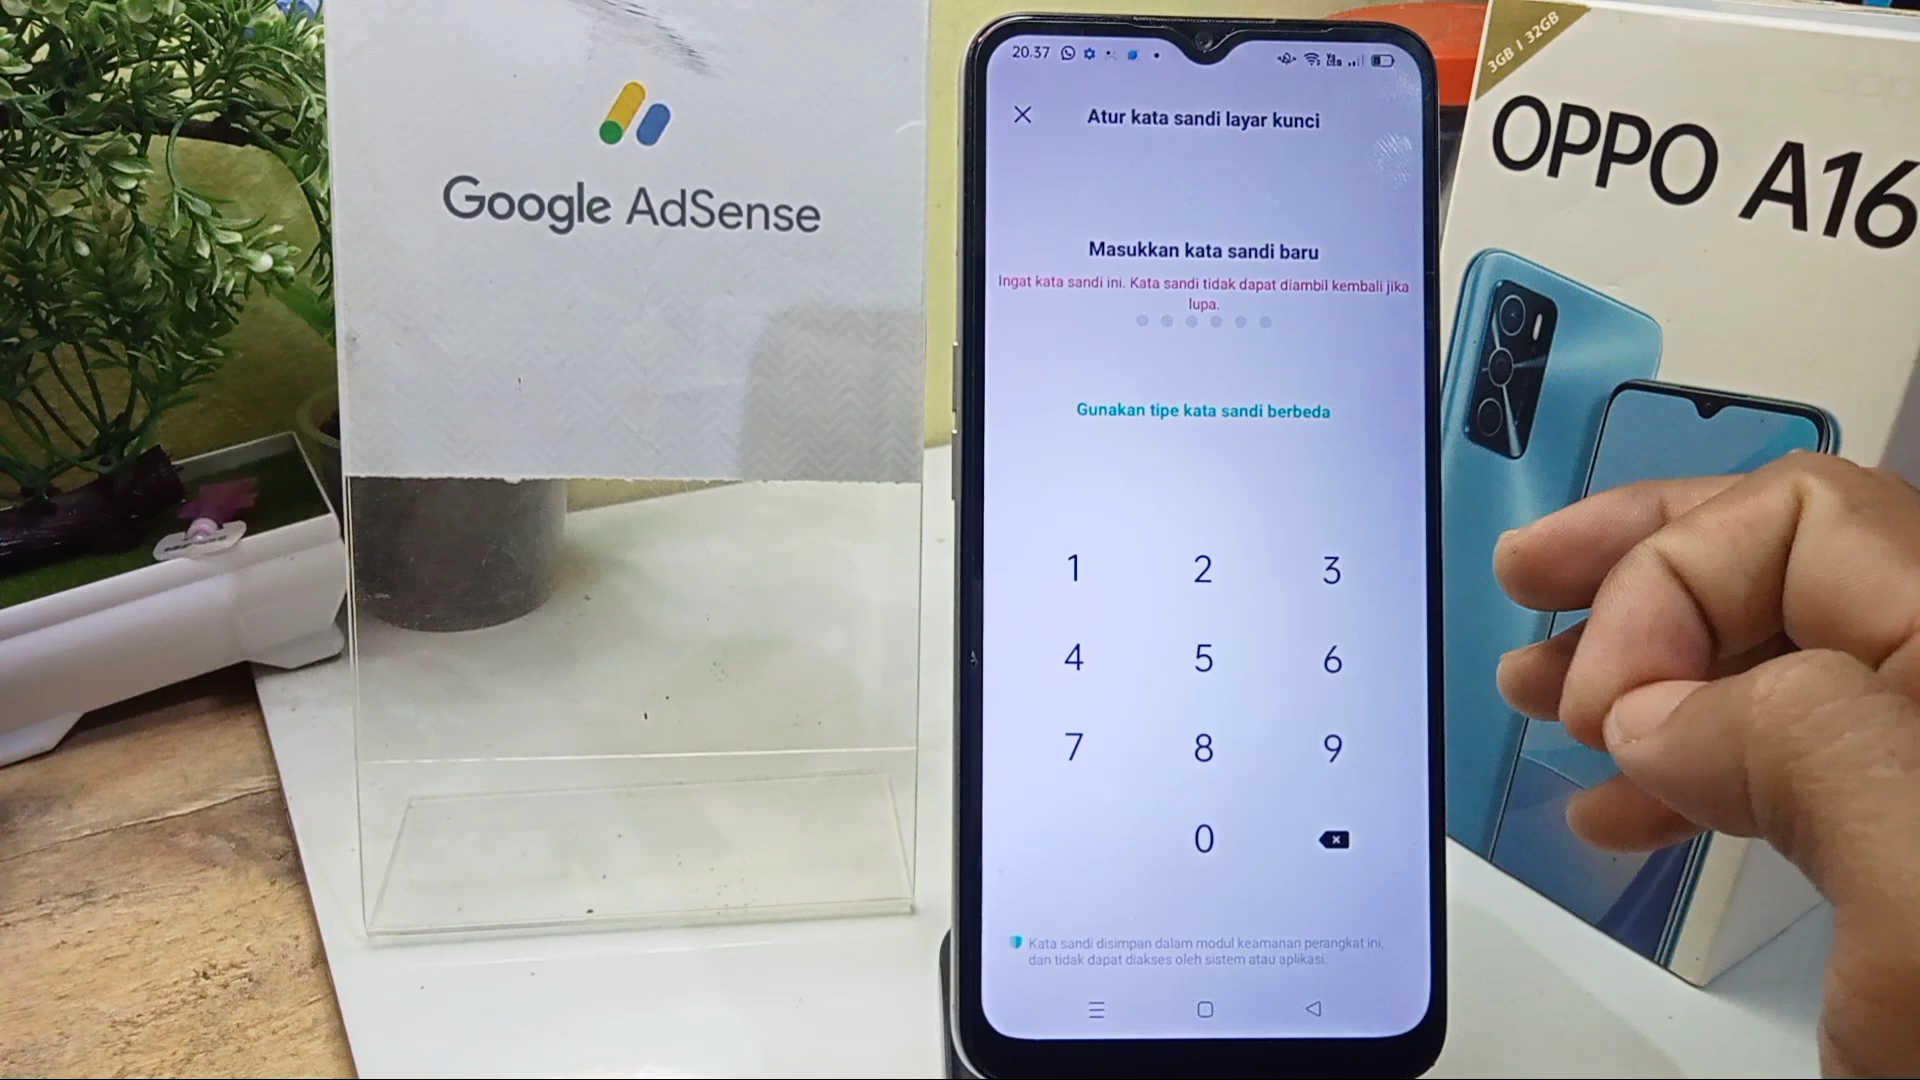 Google AdSense
20.37
Atur kata sandi layar kunci
Masukkan kata sandi baru
Ingat kata sandi ini. Kata sandi tidak dapat diambil kembali jika
lupa.
Gunakan tipe kata sandi berbeda
1 2 3
4 5 6
7 8 9
0
Kata sandi disimpan dalam modul keamanan perangkat ini,
dan tidak dapat diakses oleh sistem atau aplikasi.
3GB | 32GB
OPPO A16